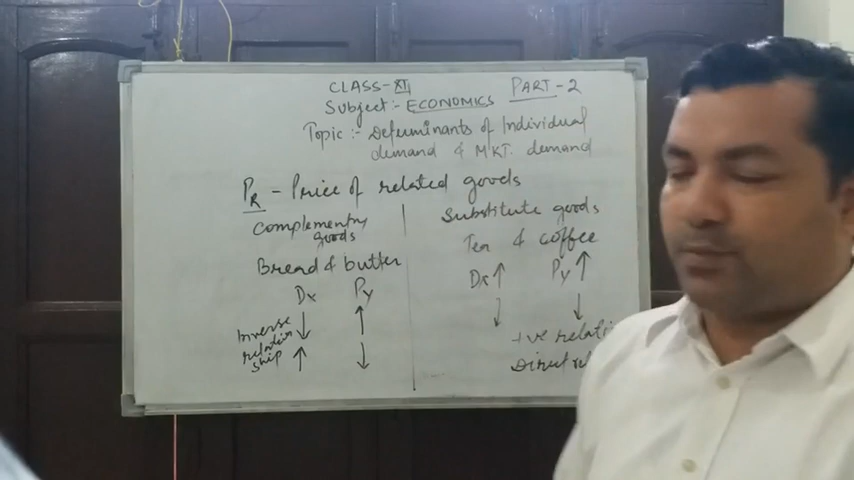 CLASS-XI PART-2
Subject:- ECONOMICS
Topic:- Determinants of Individual
demand & MKT. demand
PR - Price of related goods
Complementry
goods
Bread & butter
Dx Py
↓ ↑
Inverse
relation
ship ↑ ↓
Substitute goods
Tea & coffee
Dx↑ Py↑
↓ ↓
+ve relati
Direct rel